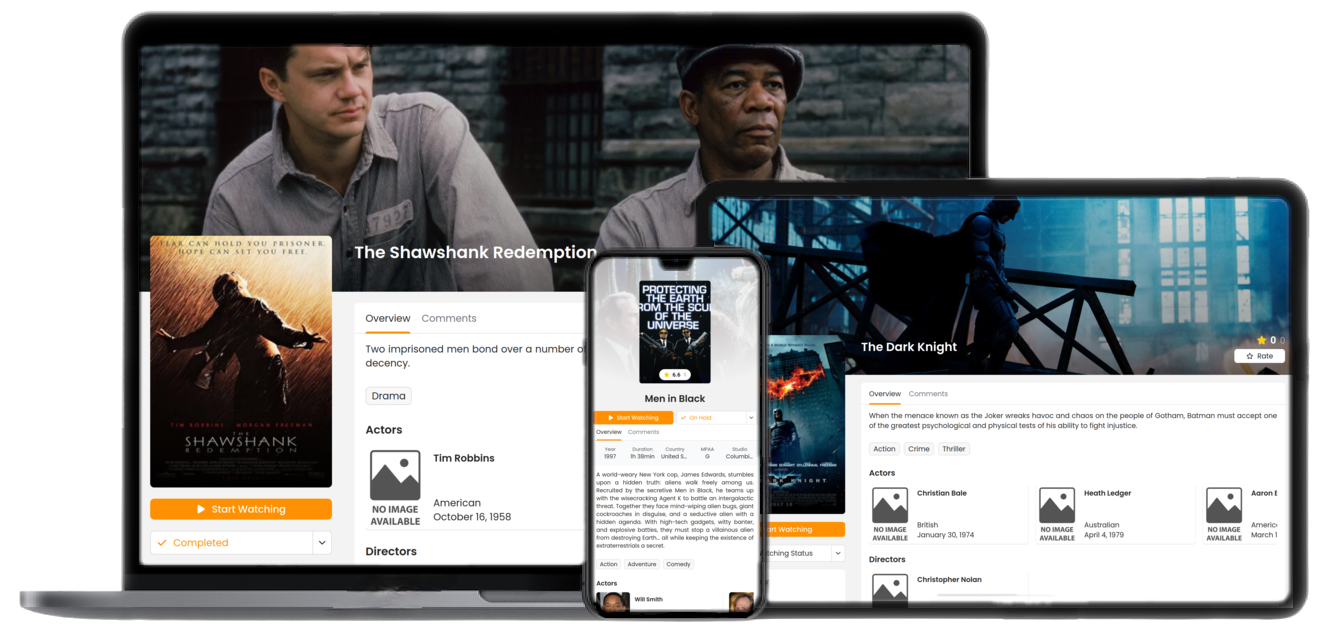 7927
FEAR CAN HOLD YOU PRISONER.
HOPE CAN SET YOU FREE.
TIM ROBBINS MORGAN FREEMAN
THE
SHAWSHANK
REDEMPTION
Start Watching
Completed
The Shawshank Redemption
Overview Comments
Two imprisoned men bond over a number of
decency.
Drama
Actors
NO IMAGE
AVAILABLE
Tim Robbins
American
October 16, 1958
Directors
PROTECTING
THE EARTH
FROM THE SCU
OF THE
UNIVERSE
6.6
Men in Black
Start Watching
On Hold
Overview Comments
Year Duration Country MPAA Studio
1997 1h 38min United S... G Columbi...
A world-weary New York cop, James Edwards, stumbles
upon a hidden truth: aliens walk freely among us.
Recruited by the secretive Men in Black, he teams up
with the wisecracking Agent K to battle an intergalactic
threat. Together they face mind-wiping alien bugs, giant
cockroaches in disguise, and a seductive alien with a
hidden agenda. With high-tech gadgets, witty banter,
and explosive battles, they must stop a villainous alien
from destroying Earth... all while keeping the existence of
extraterrestrials a secret.
Action Adventure Comedy
Actors
Will Smith
The Dark Knight
0 0
Rate
KNIGHT
rt Watching
tching Status
Overview Comments
When the menace known as the Joker wreaks havoc and chaos on the people of Gotham, Batman must accept one
of the greatest psychological and physical tests of his ability to fight injustice.
Action Crime Thriller
Actors
NO IMAGE
AVAILABLE
Christian Bale
British
January 30, 1974
NO IMAGE
AVAILABLE
Heath Ledger
Australian
April 4, 1979
NO IMAGE
AVAILABLE
Aaron E
Americ
March 1
Directors
Christopher Nolan